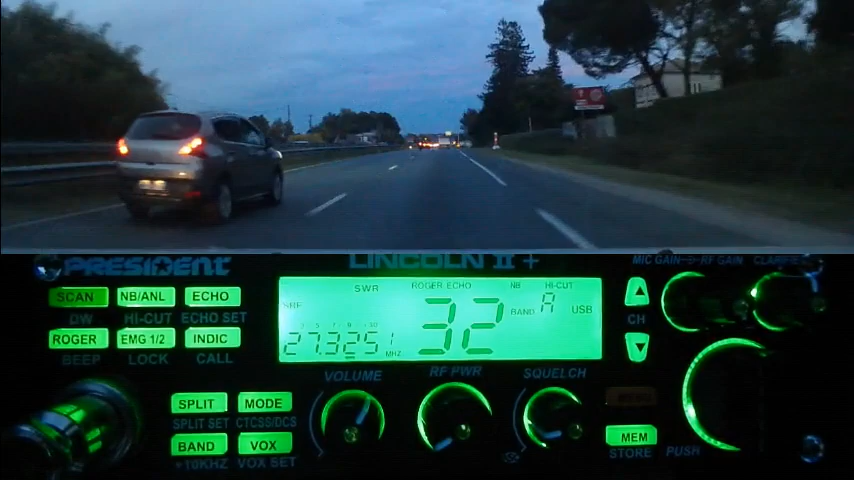 PRESIDENT
LINCOLN II +
MIC GAIN RF GAIN CLARIFIER
SCAN NB/ANL ECHO
DW HI-CUT ECHO SET
ROGER EMG 1/2 INDIC
BEEP LOCK CALL
SWR ROGER ECHO NB HI-CUT
32 BAND A USB
27.3251 MHZ
CH
VOLUME RF PWR SQUELCH
SPLIT MODE
SPLIT SET CTCSS/DCS
BAND VOX
+10KHZ VOX SET
MEM
STORE PUSH